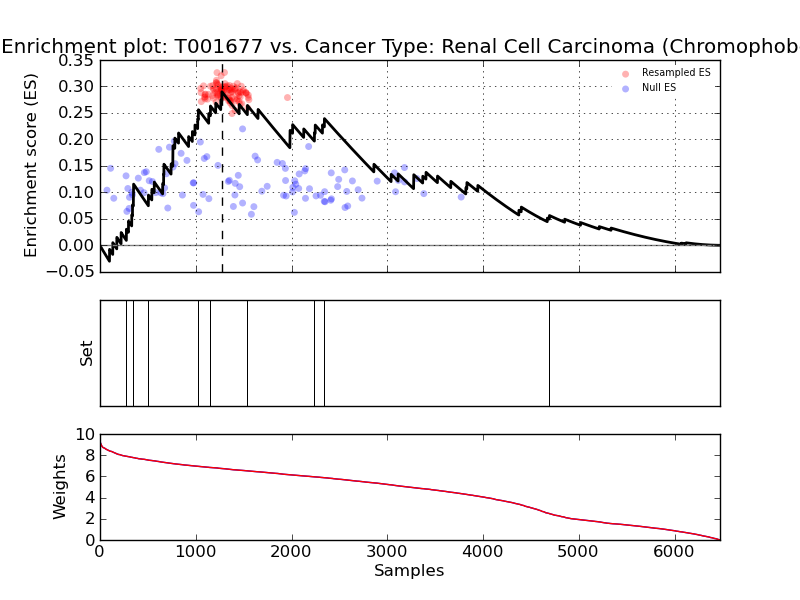 Enrichment plot: T001677 vs. Cancer Type: Renal Cell Carcinoma (Chromophob
Enrichment score (ES)
0.35
0.30
0.25
0.20
0.15
0.10
0.05
0.00
−0.05
Resampled ES
Null ES
Set
Weights
10
8
6
4
2
0
0 1000 2000 3000 4000 5000 6000
Samples